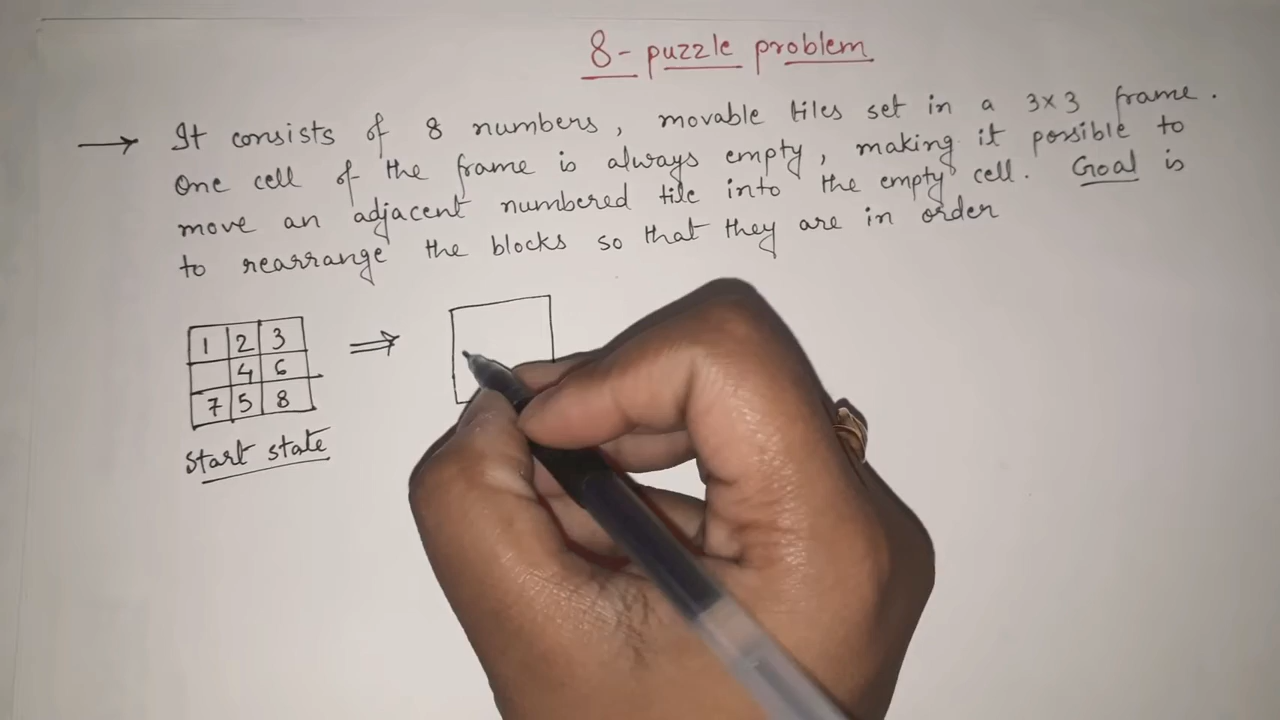 8- puzzle problem
→ It consists of 8 numbers, movable tiles set in a 3×3 frame.
One cell of the frame is always empty, making it possible to
move an adjacent numbered tile into the empty cell. Goal is
to rearrange the blocks so that they are in order
1 2 3 ⇒
4 6
7 5 8
Start state